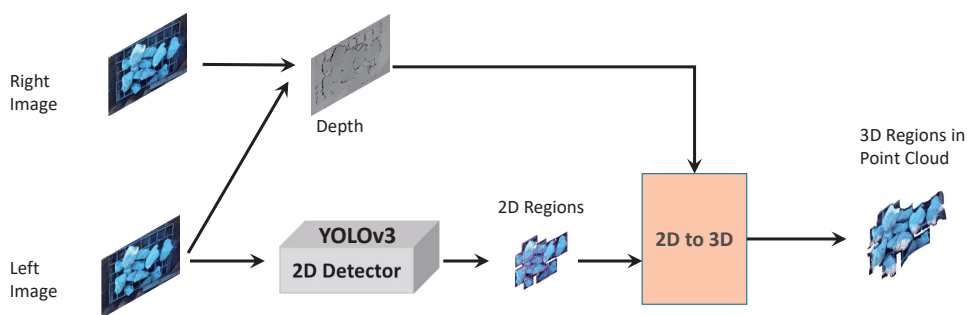 Right
Image
Depth
3D Regions in
Point Cloud
2D Regions
YOLOv3
2D Detector
2D to 3D
Left
Image